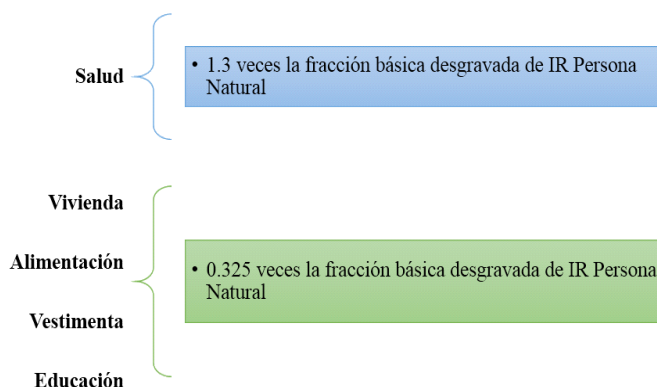 Salud
• 1.3 veces la fracción básica desgravada de IR Persona
Natural
Vivienda
Alimentación
Vestimenta
Educación
• 0.325 veces la fracción básica desgravada de IR Persona
Natural